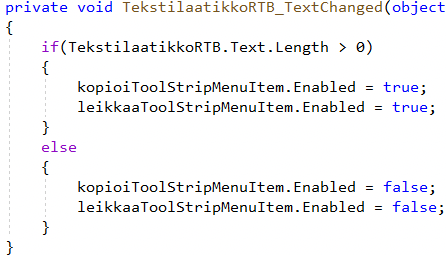 private void TekstilaatikkoRTB_TextChanged(object
{
if(TekstilaatikkoRTB.Text.Length > 0)
{
kopioiToolStripMenuItem.Enabled = true;
leikkaaToolStripMenuItem.Enabled = true;
}
else
{
kopioiToolStripMenuItem.Enabled = false;
leikkaaToolStripMenuItem.Enabled = false;
}
}